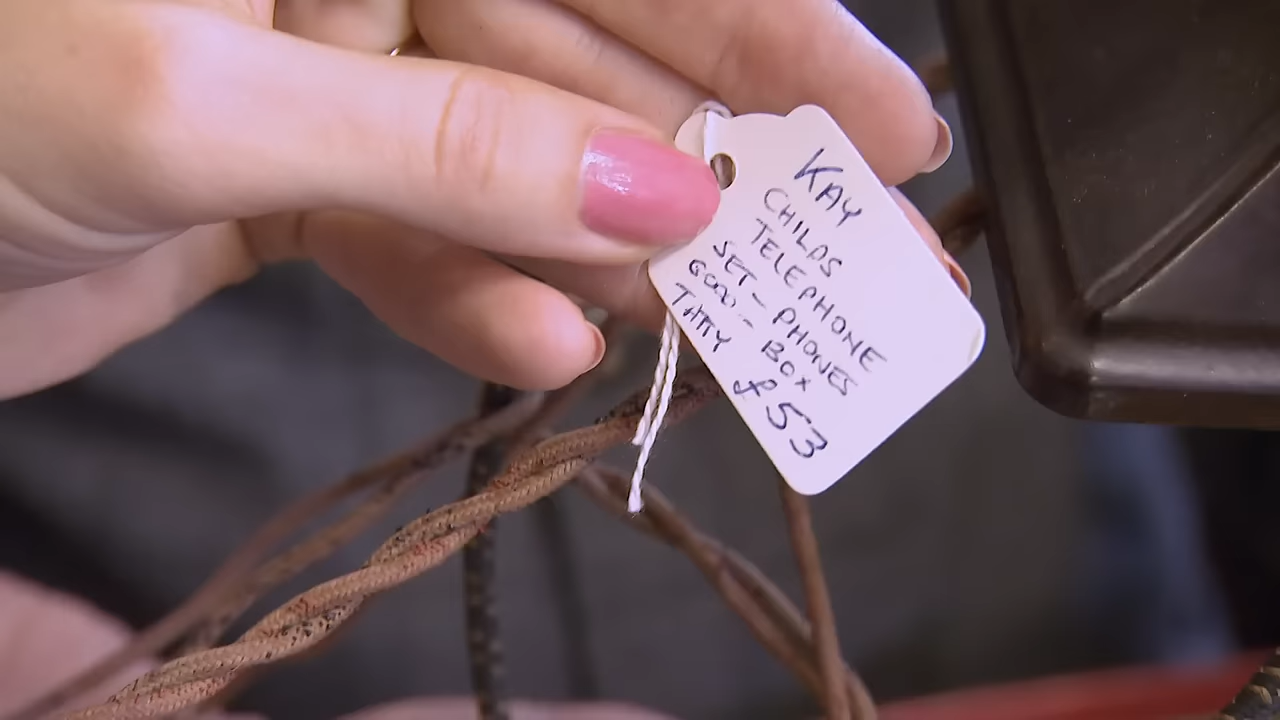 KAY
CHILDS
TELEPHONE
SET - PHONES
GOOD - BOX
TATTY
£53